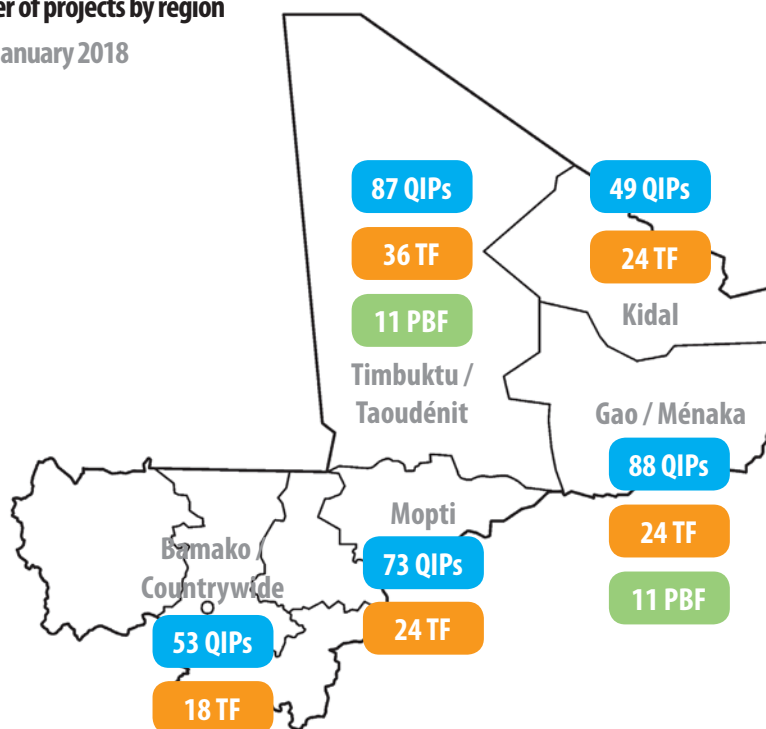 er of projects by region
anuary 2018
87 QIPs
36 TF
11 PBF
Timbuktu /
Taoudénit
49 QIPs
24 TF
Kidal
Gao / Ménaka
88 QIPs
24 TF
11 PBF
Mopti
73 QIPs
24 TF
Bamako /
Countrywide
53 QIPs
18 TF